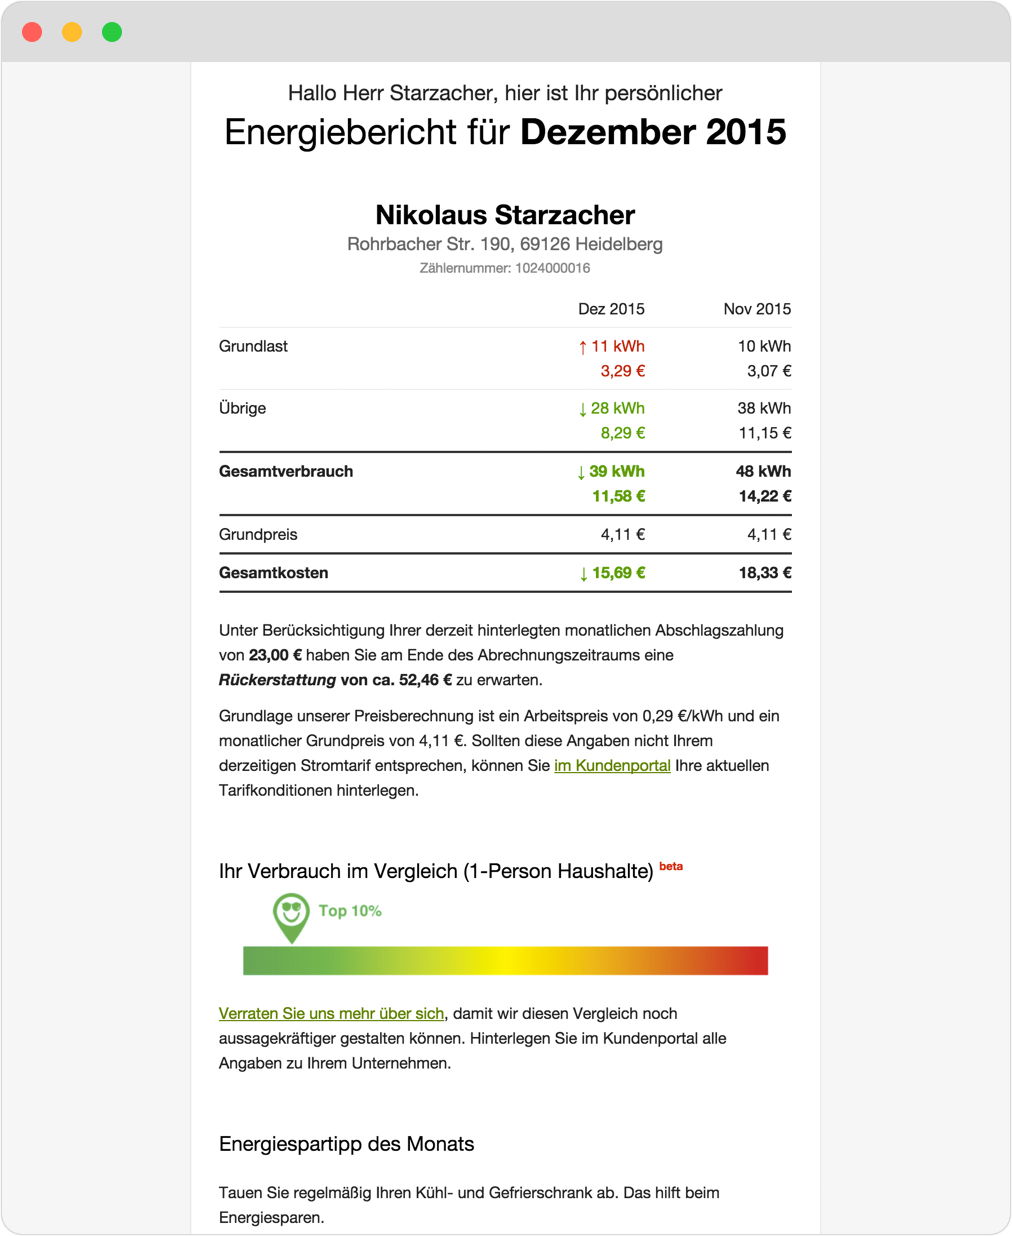 Hallo Herr Starzacher, hier ist Ihr persönlicher
Energiebericht für Dezember 2015
Nikolaus Starzacher
Rohrbacher Str. 190, 69126 Heidelberg
Zählernummer: 1024000016
Dez 2015 Nov 2015
Grundlast ↑ 11 kWh 10 kWh
3,29 € 3,07 €
Übrige ↓ 28 kWh 38 kWh
8,29 € 11,15 €
Gesamtverbrauch ↓ 39 kWh 48 kWh
11,58 € 14,22 €
Grundpreis 4,11 € 4,11 €
Gesamtkosten ↓ 15,69 € 18,33 €
Unter Berücksichtigung Ihrer derzeit hinterlegten monatlichen Abschlagszahlung
von 23,00 € haben Sie am Ende des Abrechnungszeitraums eine
Rückerstattung von ca. 52,46 € zu erwarten.
Grundlage unserer Preisberechnung ist ein Arbeitspreis von 0,29 €/kWh und ein
monatlicher Grundpreis von 4,11 €. Sollten diese Angaben nicht Ihrem
derzeitigen Stromtarif entsprechen, können Sie im Kundenportal Ihre aktuellen
Tarifkonditionen hinterlegen.
Ihr Verbrauch im Vergleich (1-Person Haushalte) beta
Top 10%
Verraten Sie uns mehr über sich, damit wir diesen Vergleich noch
aussagekräftiger gestalten können. Hinterlegen Sie im Kundenportal alle
Angaben zu Ihrem Unternehmen.
Energiespartipp des Monats
Tauen Sie regelmäßig Ihren Kühl- und Gefrierschrank ab. Das hilft beim
Energiesparen.